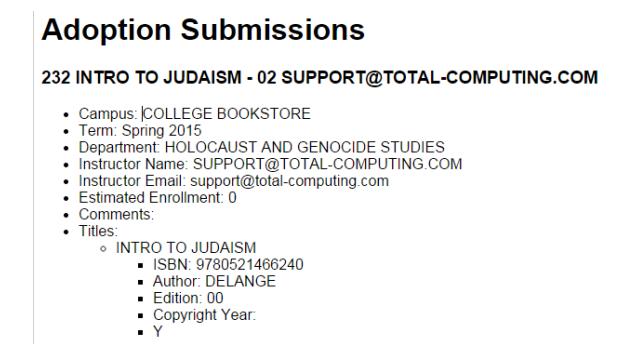 Adoption Submissions
232 INTRO TO JUDAISM - 02 SUPPORT@TOTAL-COMPUTING.COM
Campus: COLLEGE BOOKSTORE
Term: Spring 2015
Department: HOLOCAUST AND GENOCIDE STUDIES
Instructor Name: SUPPORT@TOTAL-COMPUTING.COM
Instructor Email: support@total-computing.com
Estimated Enrollment: 0
Comments:
Titles:
INTRO TO JUDAISM
ISBN: 9780521466240
Author: DELANGE
Edition: 00
Copyright Year:
Y